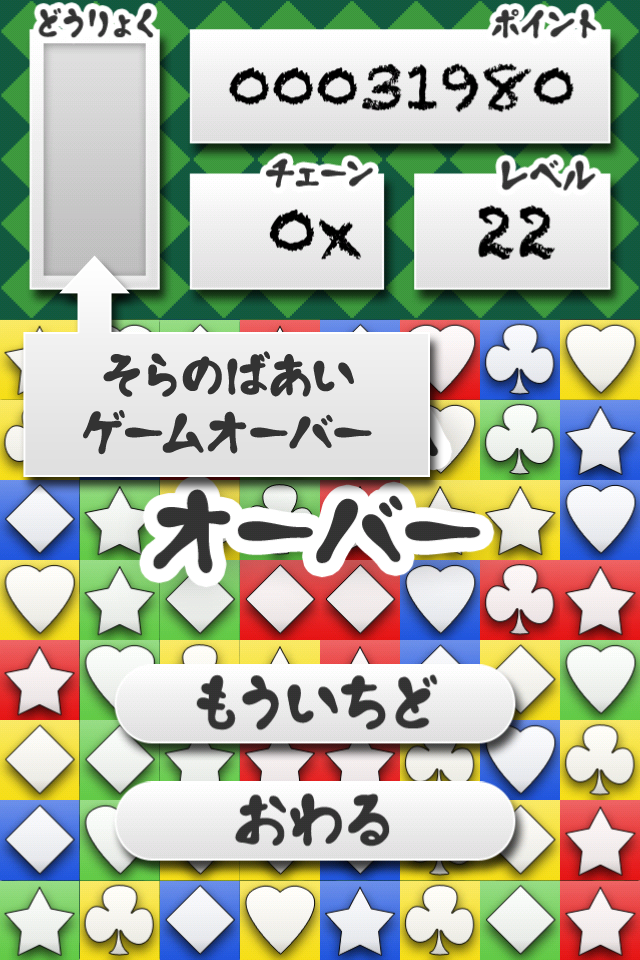 どうりょく
ポイント
00031980
チェーン
レベル
0x
22
そらのばあい
ゲームオーバー
オーバー
もういちど
おわる